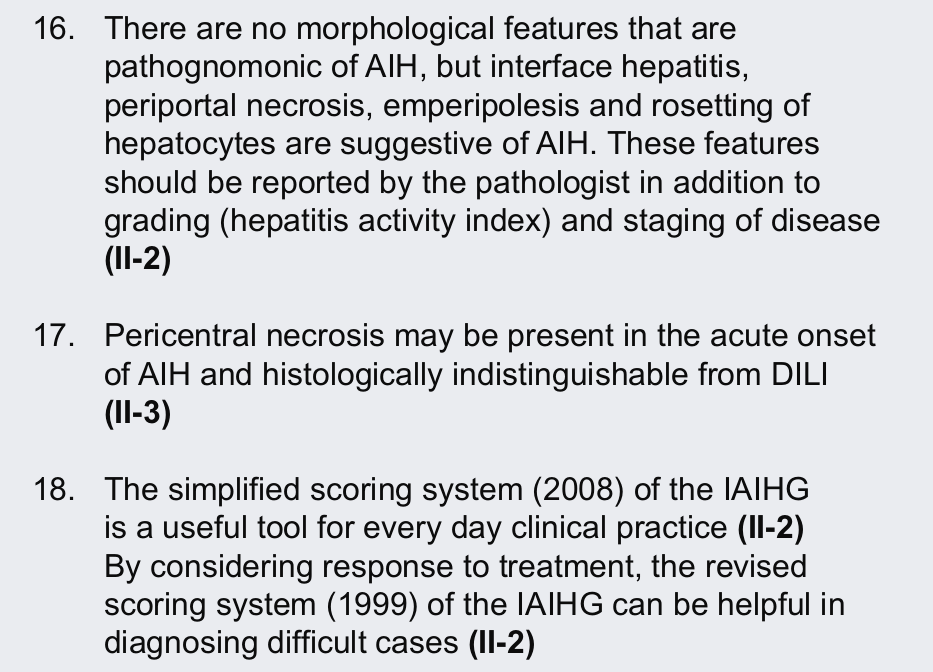 16. There are no morphological features that are
pathognomonic of AIH, but interface hepatitis,
periportal necrosis, emperipolesis and rosetting of
hepatocytes are suggestive of AIH. These features
should be reported by the pathologist in addition to
grading (hepatitis activity index) and staging of disease
(II-2)
17. Pericentral necrosis may be present in the acute onset
of AIH and histologically indistinguishable from DILI
(II-3)
18. The simplified scoring system (2008) of the IAIHG
is a useful tool for every day clinical practice (II-2)
By considering response to treatment, the revised
scoring system (1999) of the IAIHG can be helpful in
diagnosing difficult cases (II-2)